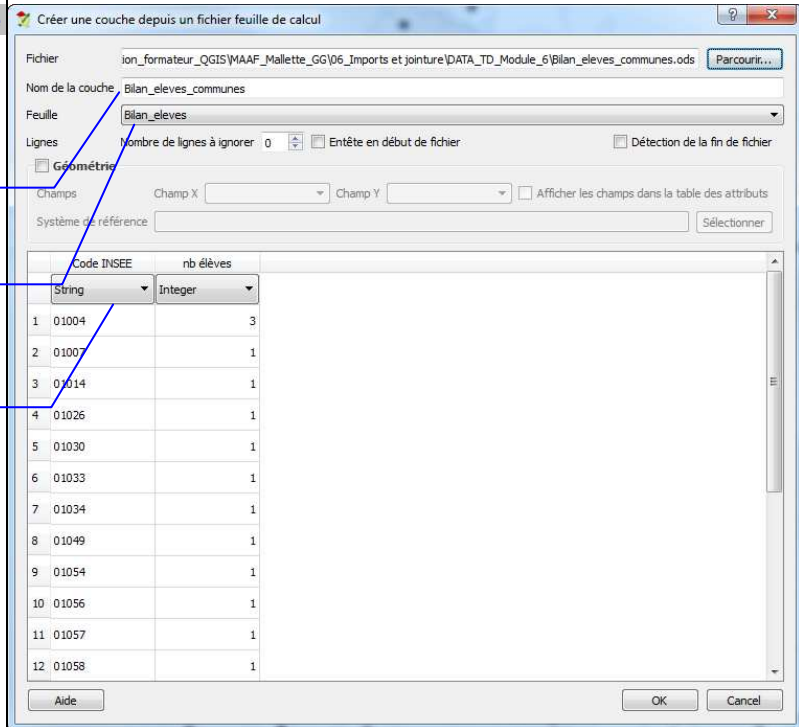 Créer une couche depuis un fichier feuille de calcul
Fichier ion_formateur_QGIS\MAAF_Mallette_GG\06_Imports et jointure\DATA_TD_Module_6\Bilan_eleves_communes.ods Parcourir...
Nom de la couche Bilan_eleves_communes
Feuille Bilan_eleves
Lignes Nombre de lignes à ignorer 0 Entête en début de fichier Détection de la fin de fichier
Géométrie
Champs Champ X Champ Y Afficher les champs dans la table des attributs
Système de référence Sélectionner
Code INSEE nb élèves
String Integer
1 01004 3
2 01007 1
3 01014 1
4 01026 1
5 01030 1
6 01033 1
7 01034 1
8 01049 1
9 01054 1
10 01056 1
11 01057 1
12 01058 1
Aide OK Cancel